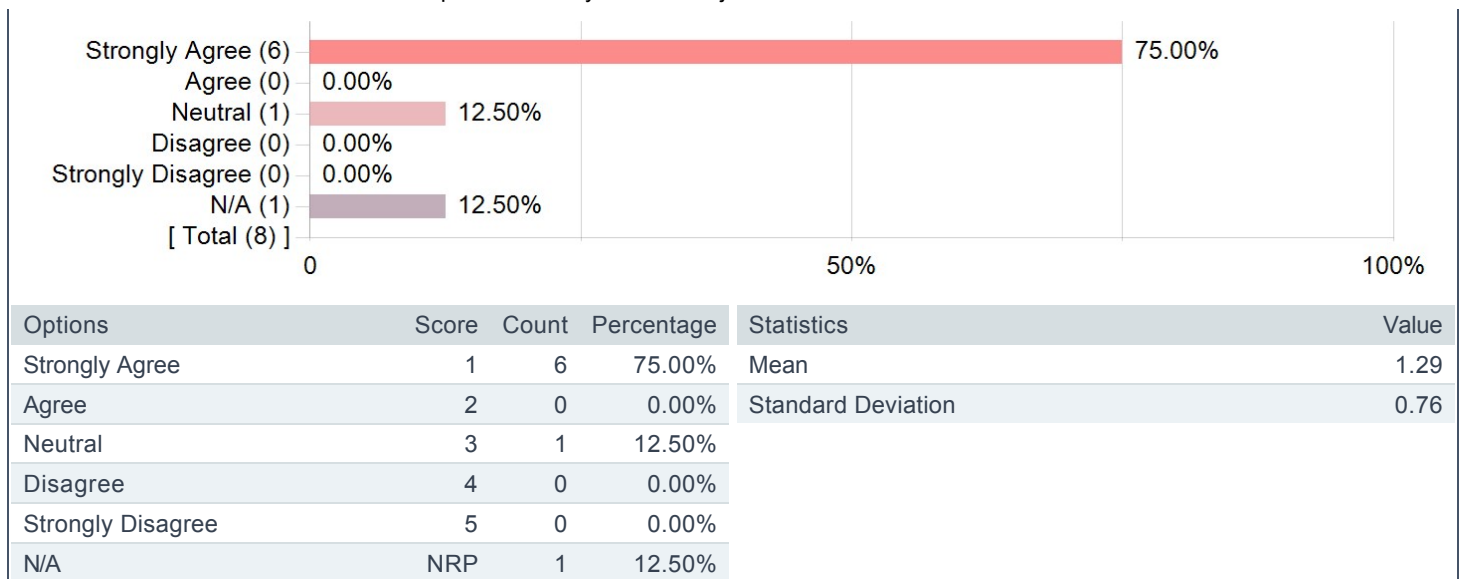 Strongly Agree (6) 75.00%
Agree (0) 0.00%
Neutral (1) 12.50%
Disagree (0) 0.00%
Strongly Disagree (0) 0.00%
N/A (1) 12.50%
[ Total (8) ]
0 50% 100%
Options Score Count Percentage
Strongly Agree 1 6 75.00%
Agree 2 0 0.00%
Neutral 3 1 12.50%
Disagree 4 0 0.00%
Strongly Disagree 5 0 0.00%
N/A NRP 1 12.50%
Statistics Value
Mean 1.29
Standard Deviation 0.76